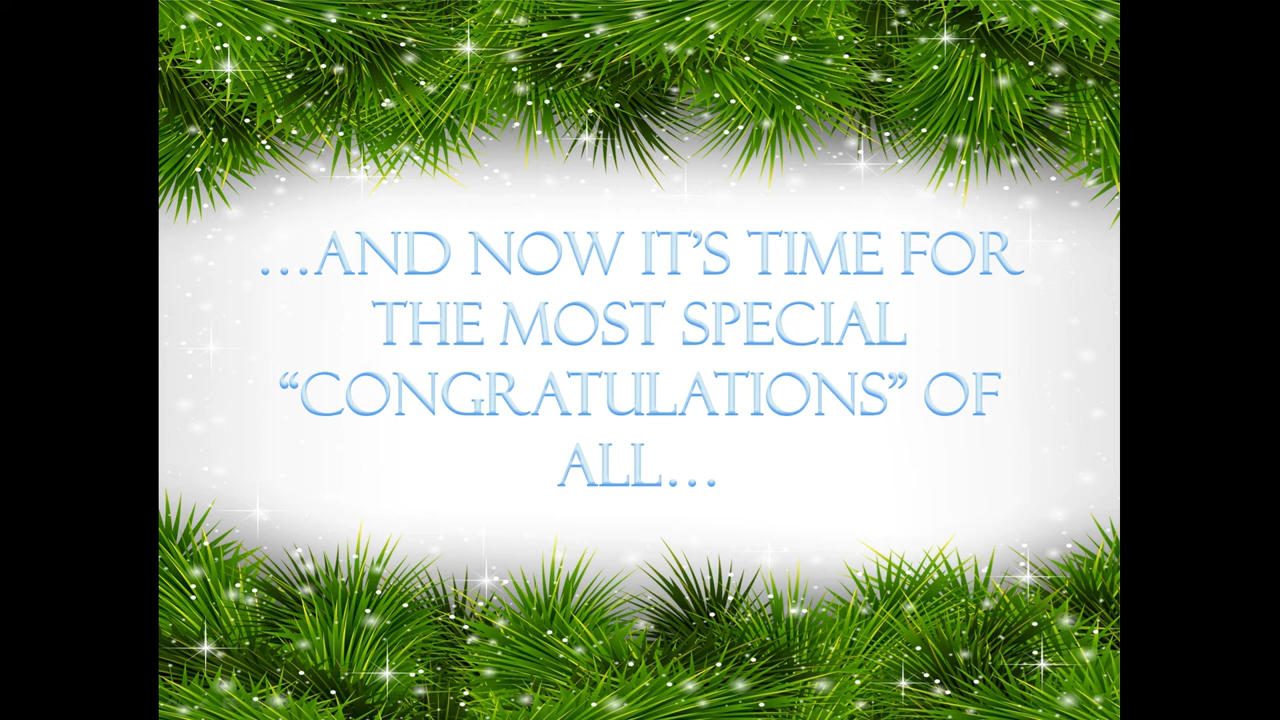 …AND NOW IT’S TIME FOR
THE MOST SPECIAL
“CONGRATULATIONS” OF
ALL…